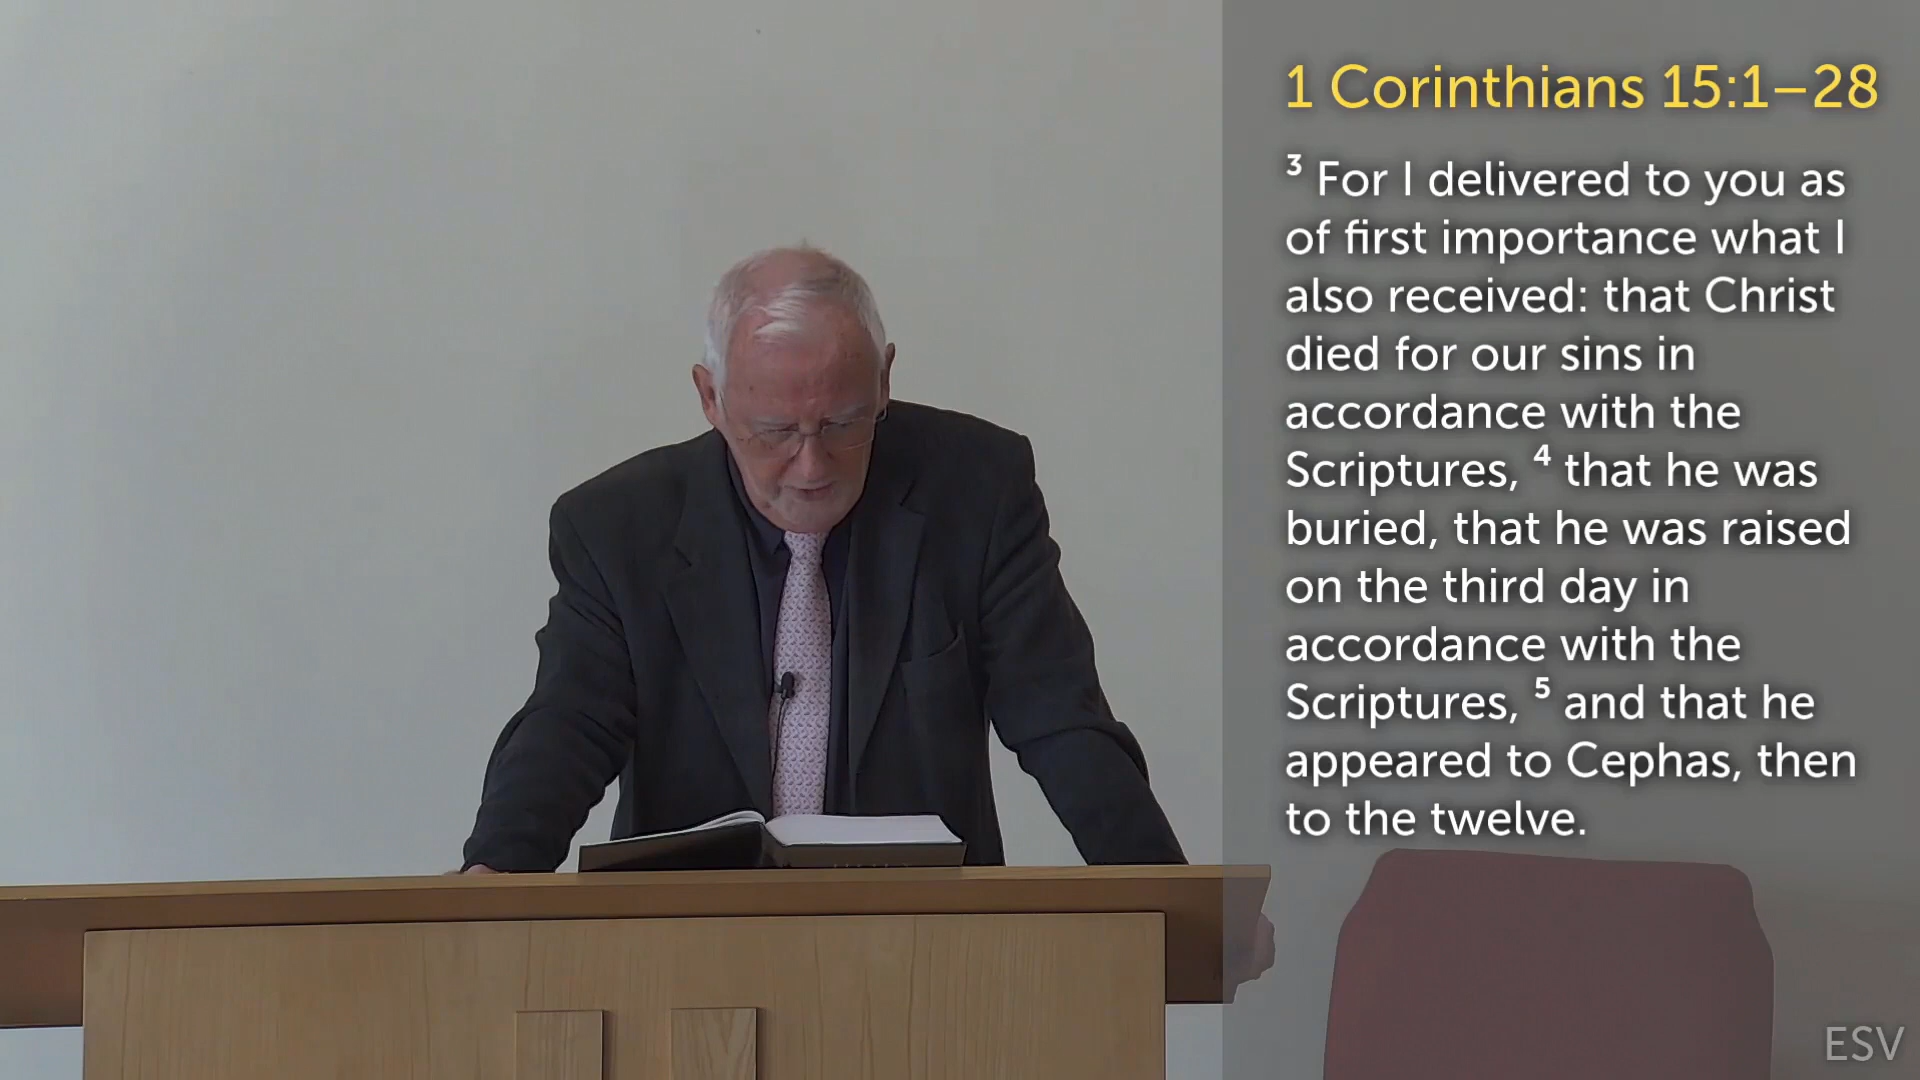 1 Corinthians 15:1–28
³ For I delivered to you as
of first importance what I
also received: that Christ
died for our sins in
accordance with the
Scriptures, ⁴ that he was
buried, that he was raised
on the third day in
accordance with the
Scriptures, ⁵ and that he
appeared to Cephas, then
to the twelve.
ESV